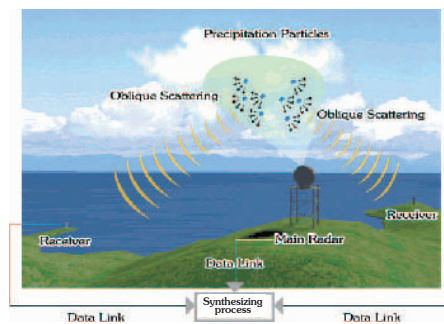 Precipitation Particles
Oblique Scattering
Oblique Scattering
Receiver
Receiver
Main Radar
Data Link
Synthesizing
process
Data Link
Data Link